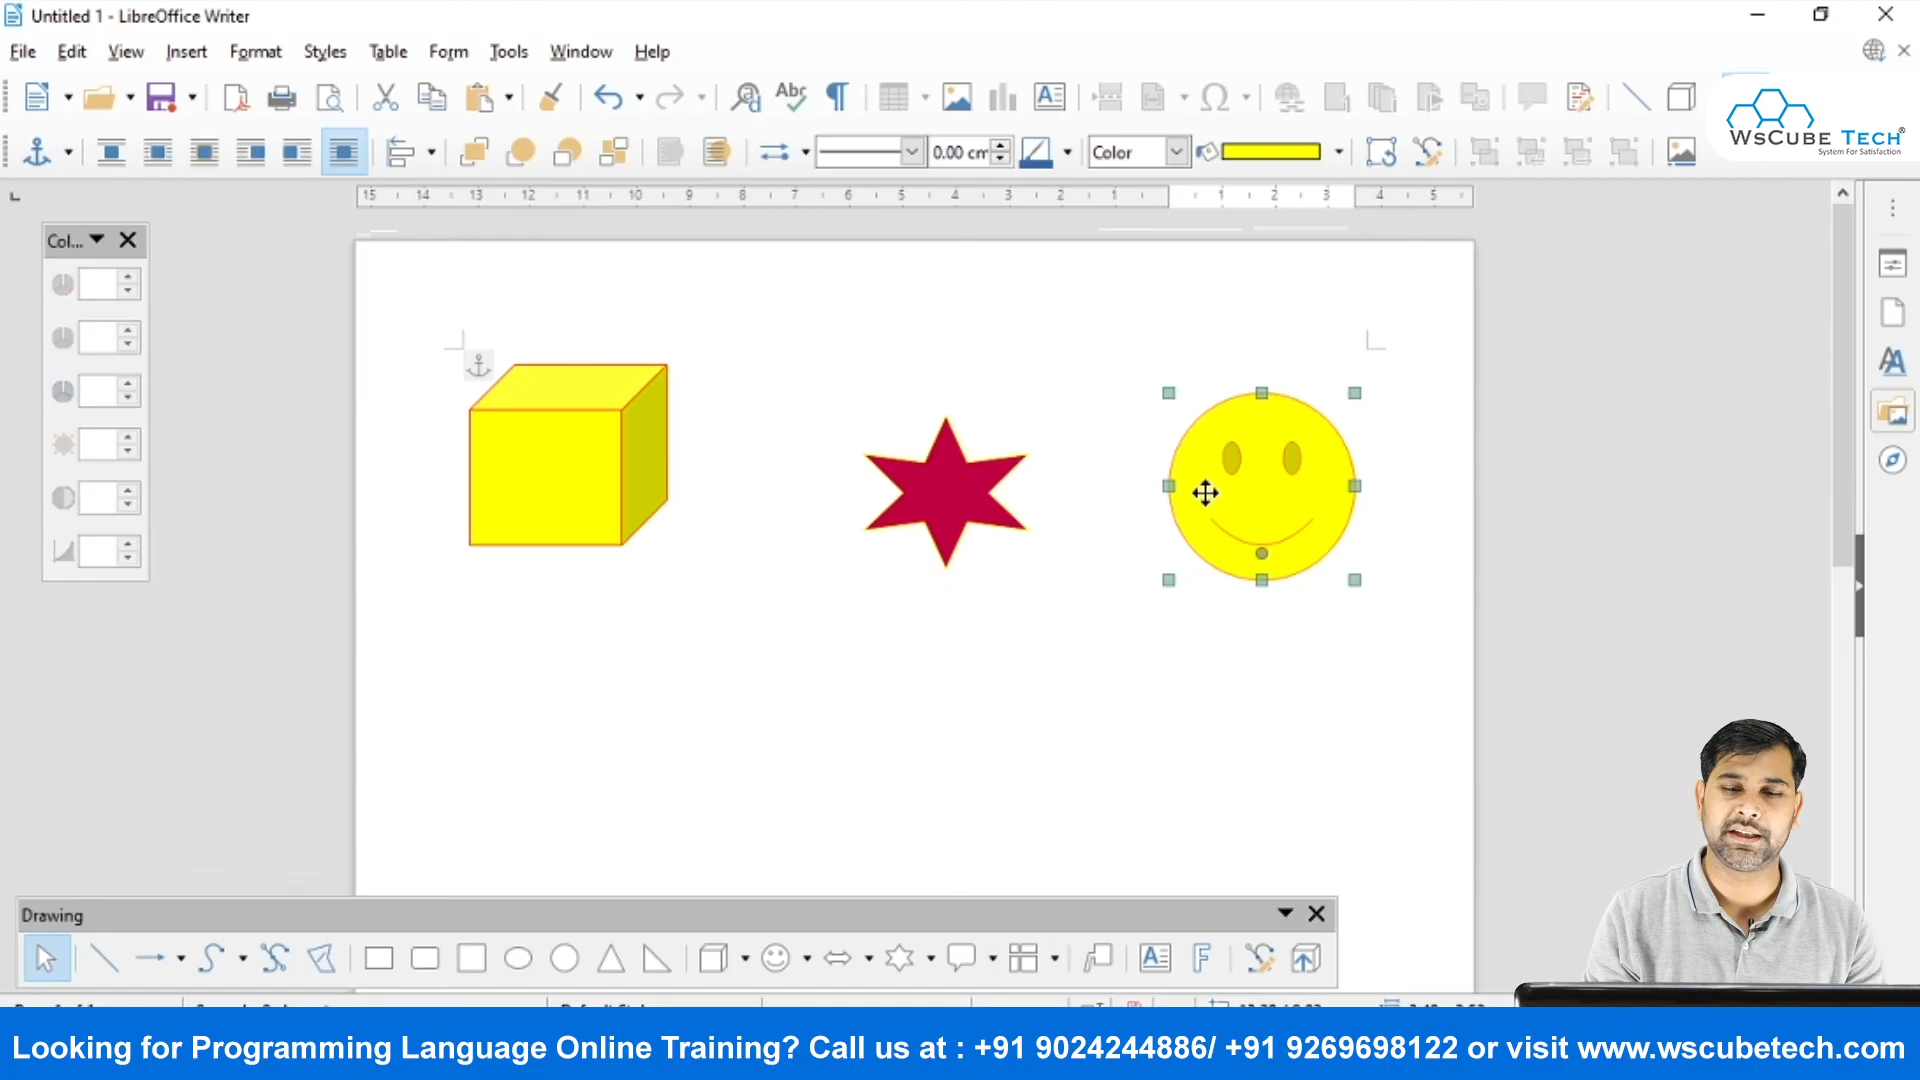 Untitled 1 - LibreOffice Writer
File Edit View Insert Format Styles Table Form Tools Window Help
Abc
WsCube Tech®
System For Satisfaction
0.00 cm Color
15 14 13 12 11 10 9 8 7 6 5 4 3 2 1 1 2 3 4 5
Col...
Drawing
Looking for Programming Language Online Training? Call us at : +91 9024244886/ +91 9269698122 or visit www.wscubetech.com